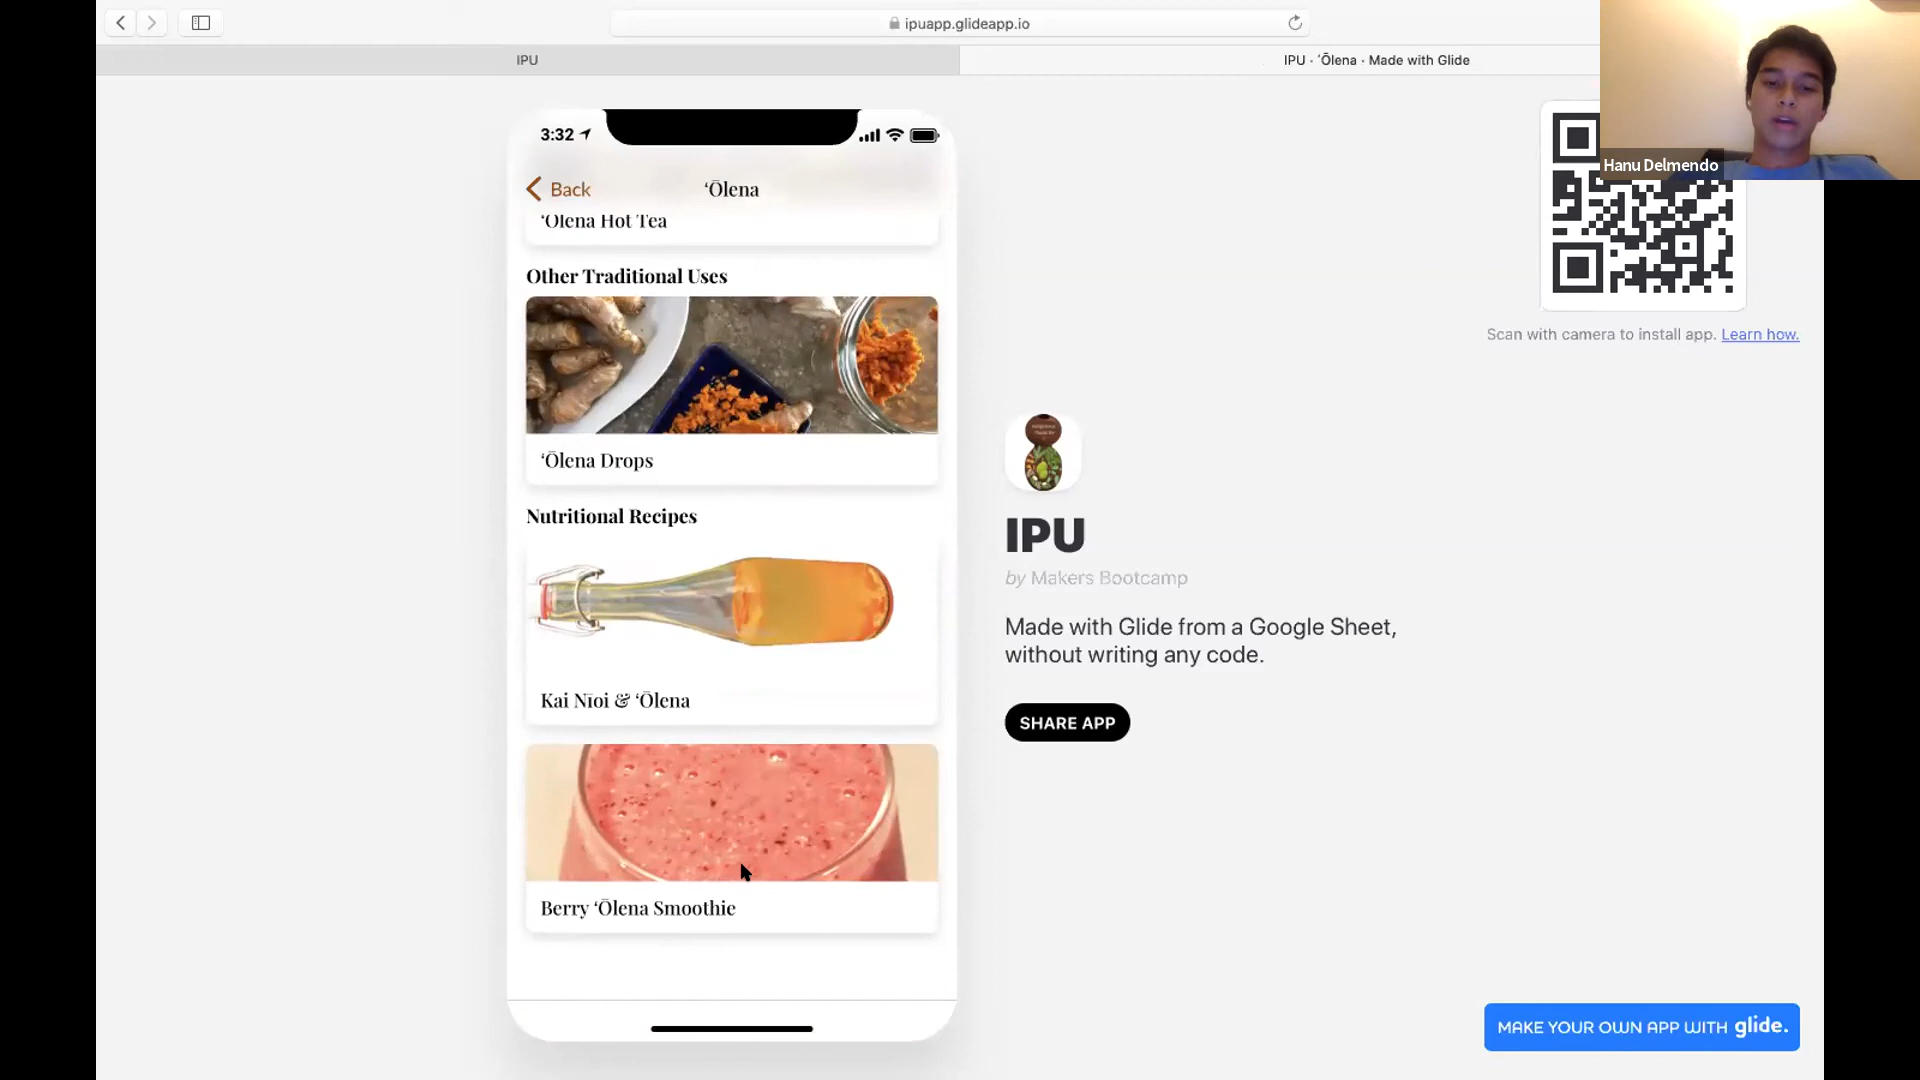 ipuapp.glideapp.io
IPU
IPU · ʻŌlena · Made with Glide
Hanu Delmendo
3:32
Back
ʻŌlena
ʻŌlena Hot Tea
Other Traditional Uses
ʻŌlena Drops
Nutritional Recipes
Kai Nīoi & ʻŌlena
Berry ʻŌlena Smoothie
Scan with camera to install app. Learn how.
IPU
by Makers Bootcamp
Made with Glide from a Google Sheet,
without writing any code.
SHARE APP
MAKE YOUR OWN APP WITH glide.